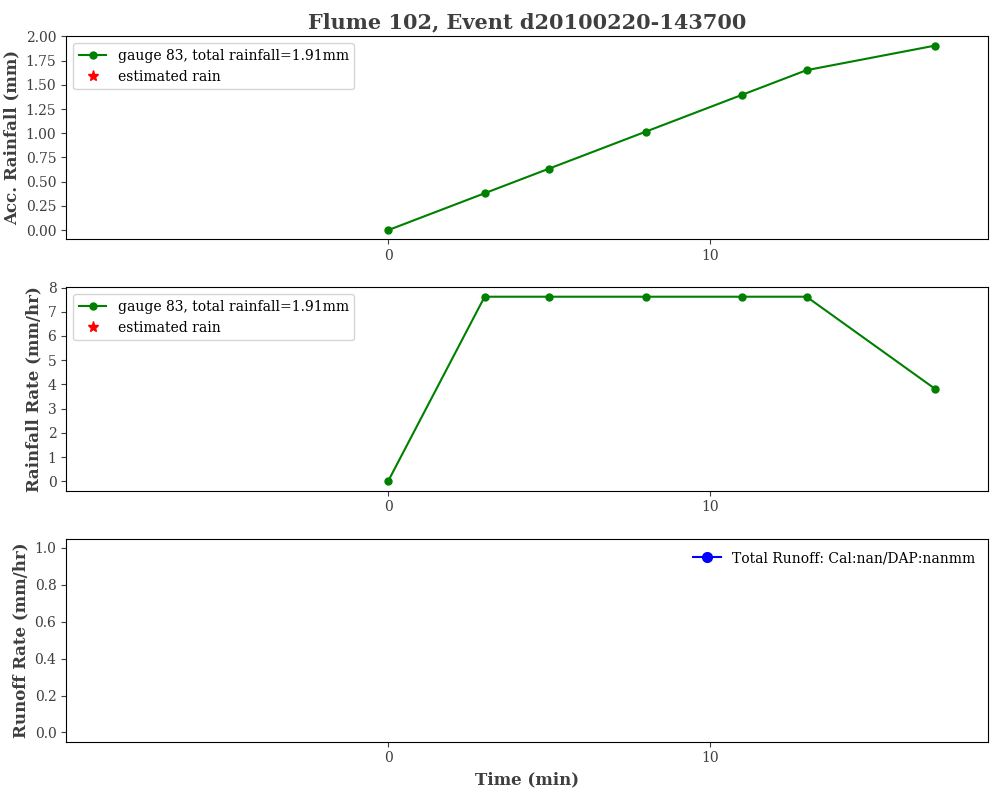 Flume 102, Event d20100220-143700
Acc. Rainfall (mm)
2.00
1.75
1.50
1.25
1.00
0.75
0.50
0.25
0.00
gauge 83, total rainfall=1.91mm
estimated rain
0 10
Rainfall Rate (mm/hr)
8
7
6
5
4
3
2
1
0
gauge 83, total rainfall=1.91mm
estimated rain
0 10
Runoff Rate (mm/hr)
1.0
0.8
0.6
0.4
0.2
0.0
Total Runoff: Cal:nan/DAP:nanmm
0 10
Time (min)